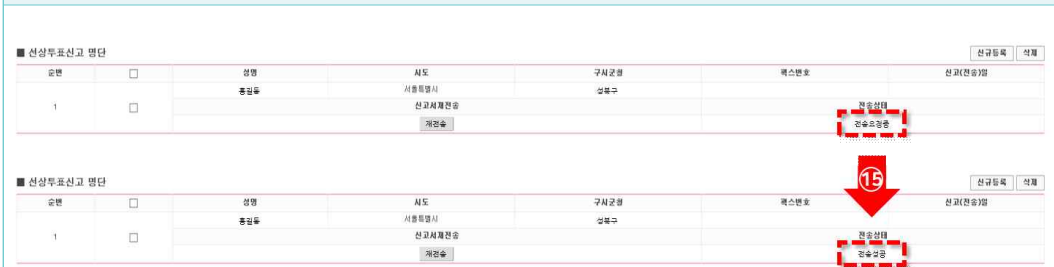 ■ 선상투표신고 명단 신규등록 삭제
순번 성명 시도 구시군청 팩스번호 신고(전송)일
홍길동 서울특별시 성북구
1 신고서재전송 전송상태
재전송 전송요청중
⑮
■ 선상투표신고 명단 신규등록 삭제
순번 성명 시도 구시군청 팩스번호 신고(전송)일
홍길동 서울특별시 성북구
1 신고서재전송 전송상태
재전송 전송성공